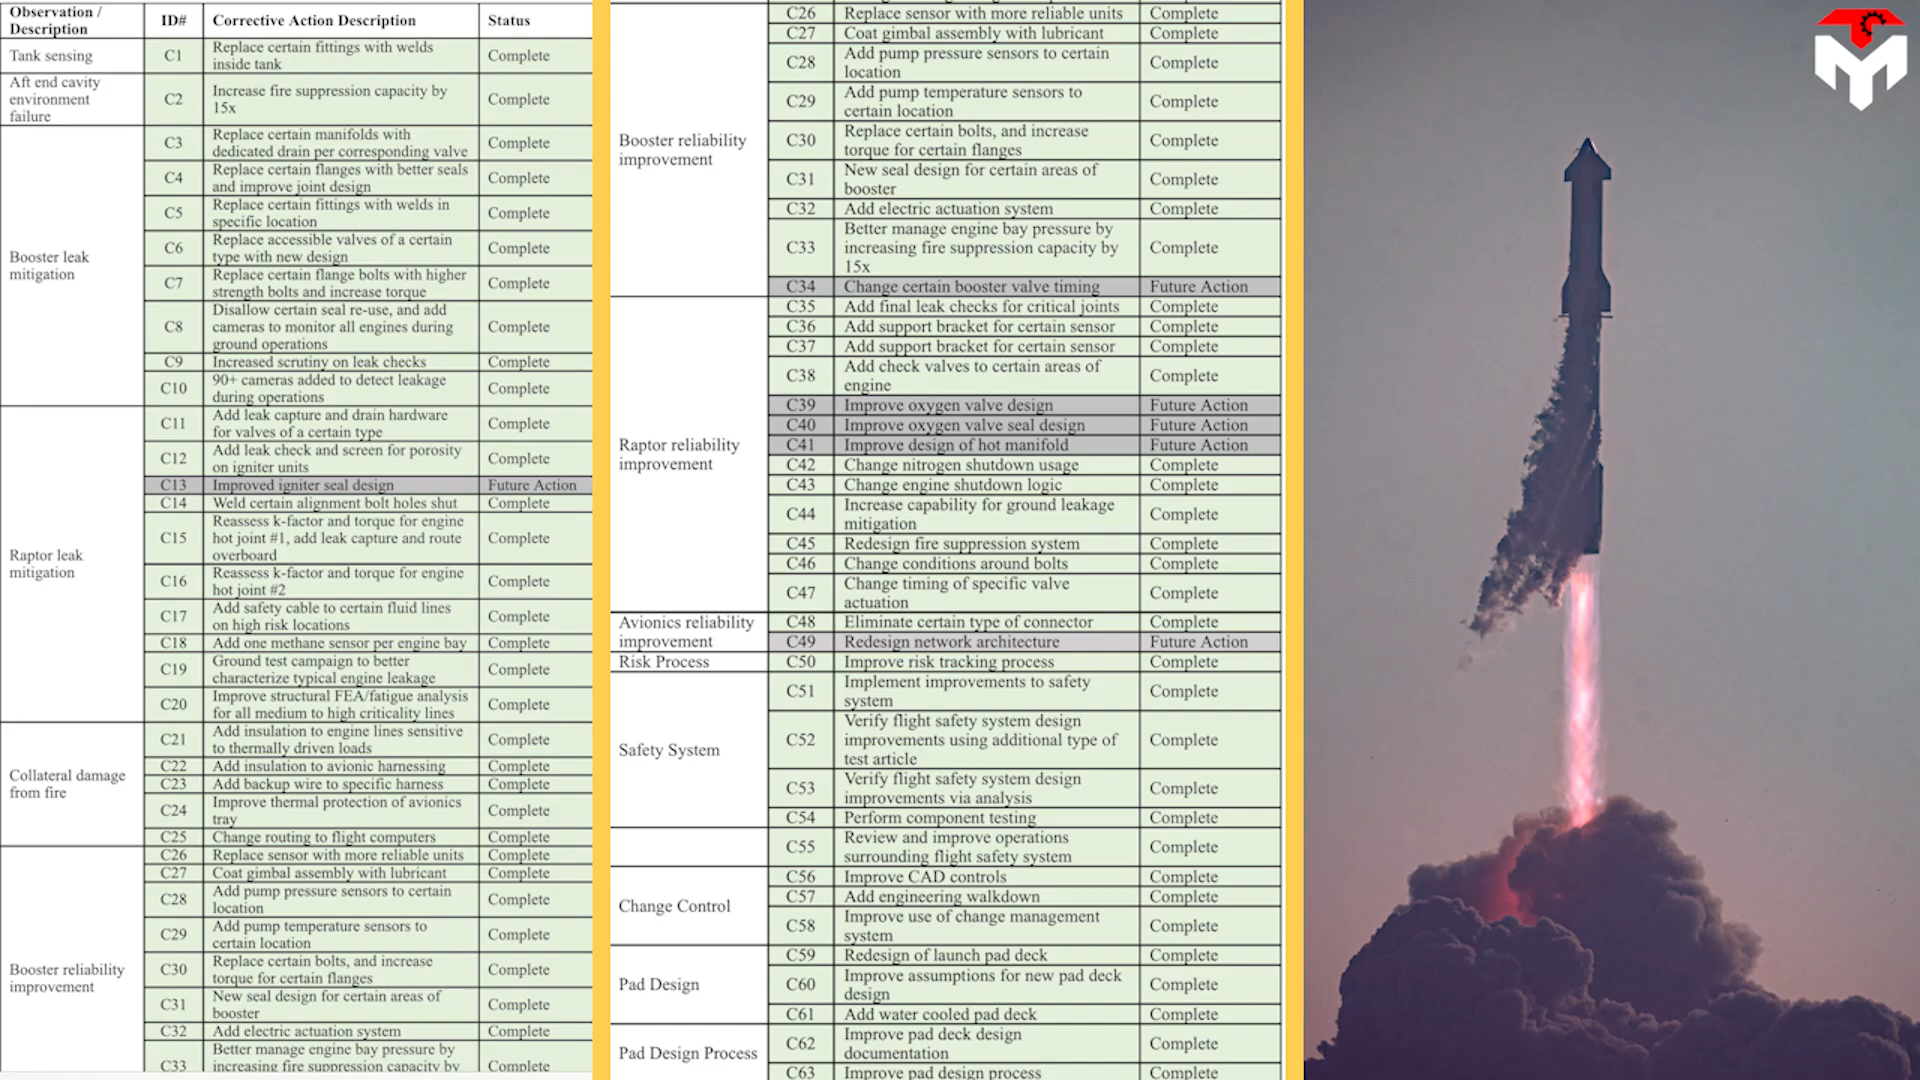 Observation /
Description
ID#
Corrective Action Description
Status
Tank sensing
C1
Replace certain fittings with welds
inside tank
Complete
Aft end cavity
environment
failure
C2
Increase fire suppression capacity by
15x
Complete
Booster leak
mitigation
C3
Replace certain manifolds with
dedicated drain per corresponding valve
Complete
C4
Replace certain flanges with better seals
and improve joint design
Complete
C5
Replace certain fittings with welds in
specific location
Complete
C6
Replace accessible valves of a certain
type with new design
Complete
C7
Replace certain flange bolts with higher
strength bolts and increase torque
Complete
C8
Disallow certain seal re-use, and add
cameras to monitor all engines during
ground operations
Complete
C9
Increased scrutiny on leak checks
Complete
C10
90+ cameras added to detect leakage
during operations
Complete
Raptor leak
mitigation
C11
Add leak capture and drain hardware
for valves of a certain type
Complete
C12
Add leak check and screen for porosity
on igniter units
Complete
C13
Improved igniter seal design
Future Action
C14
Weld certain alignment bolt holes shut
Complete
C15
Reassess k-factor and torque for engine
hot joint #1, add leak capture and route
overboard
Complete
C16
Reassess k-factor and torque for engine
hot joint #2
Complete
C17
Add safety cable to certain fluid lines
on high risk locations
Complete
C18
Add one methane sensor per engine bay
Complete
C19
Ground test campaign to better
characterize typical engine leakage
Complete
C20
Improve structural FEA/fatigue analysis
for all medium to high criticality lines
Complete
Collateral damage
from fire
C21
Add insulation to engine lines sensitive
to thermally driven loads
Complete
C22
Add insulation to avionic harnessing
Complete
C23
Add backup wire to specific harness
Complete
C24
Improve thermal protection of avionics
tray
Complete
C25
Change routing to flight computers
Complete
Booster reliability
improvement
C26
Replace sensor with more reliable units
Complete
C27
Coat gimbal assembly with lubricant
Complete
C28
Add pump pressure sensors to certain
location
Complete
C29
Add pump temperature sensors to
certain location
Complete
C30
Replace certain bolts, and increase
torque for certain flanges
Complete
C31
New seal design for certain areas of
booster
Complete
C32
Add electric actuation system
Complete
C33
Better manage engine bay pressure by
increasing fire suppression capacity by
Complete
Booster reliability
improvement
C26
Replace sensor with more reliable units
Complete
C27
Coat gimbal assembly with lubricant
Complete
C28
Add pump pressure sensors to certain
location
Complete
C29
Add pump temperature sensors to
certain location
Complete
C30
Replace certain bolts, and increase
torque for certain flanges
Complete
C31
New seal design for certain areas of
booster
Complete
C32
Add electric actuation system
Complete
C33
Better manage engine bay pressure by
increasing fire suppression capacity by
15x
Complete
C34
Change certain booster valve timing
Future Action
Raptor reliability
improvement
C35
Add final leak checks for critical joints
Complete
C36
Add support bracket for certain sensor
Complete
C37
Add support bracket for certain sensor
Complete
C38
Add check valves to certain areas of
engine
Complete
C39
Improve oxygen valve design
Future Action
C40
Improve oxygen valve seal design
Future Action
C41
Improve design of hot manifold
Future Action
C42
Change nitrogen shutdown usage
Complete
C43
Change engine shutdown logic
Complete
C44
Increase capability for ground leakage
mitigation
Complete
C45
Redesign fire suppression system
Complete
C46
Change conditions around bolts
Complete
C47
Change timing of specific valve
actuation
Complete
Avionics reliability
improvement
C48
Eliminate certain type of connector
Complete
C49
Redesign network architecture
Future Action
Risk Process
C50
Improve risk tracking process
Complete
Safety System
C51
Implement improvements to safety
system
Complete
C52
Verify flight safety system design
improvements using additional type of
test article
Complete
C53
Verify flight safety system design
improvements via analysis
Complete
C54
Perform component testing
Complete
C55
Review and improve operations
surrounding flight safety system
Complete
Change Control
C56
Improve CAD controls
Complete
C57
Add engineering walkdown
Complete
C58
Improve use of change management
system
Complete
Pad Design
C59
Redesign of launch pad deck
Complete
C60
Improve assumptions for new pad deck
design
Complete
C61
Add water cooled pad deck
Complete
Pad Design Process
C62
Improve pad deck design
documentation
Complete
C63
Improve pad design process
Complete